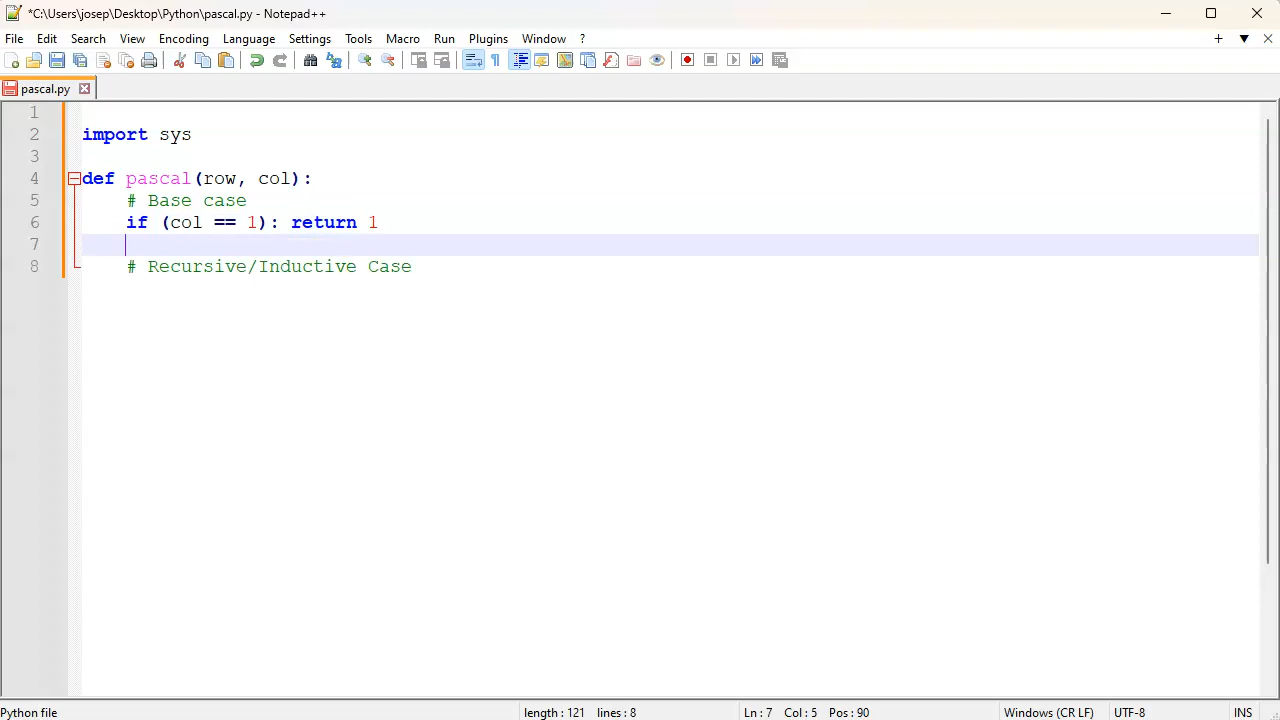 *C:\Users\josep\Desktop\Python\pascal.py - Notepad++
File Edit Search View Encoding Language Settings Tools Macro Run Plugins Window ?
pascal.py
1
2 import sys
3
4 def pascal(row, col):
5 # Base case
6 if (col == 1): return 1
7
8 # Recursive/Inductive Case
Python file length : 121 lines : 8 Ln : 7 Col : 5 Pos : 90 Windows (CR LF) UTF-8 INS